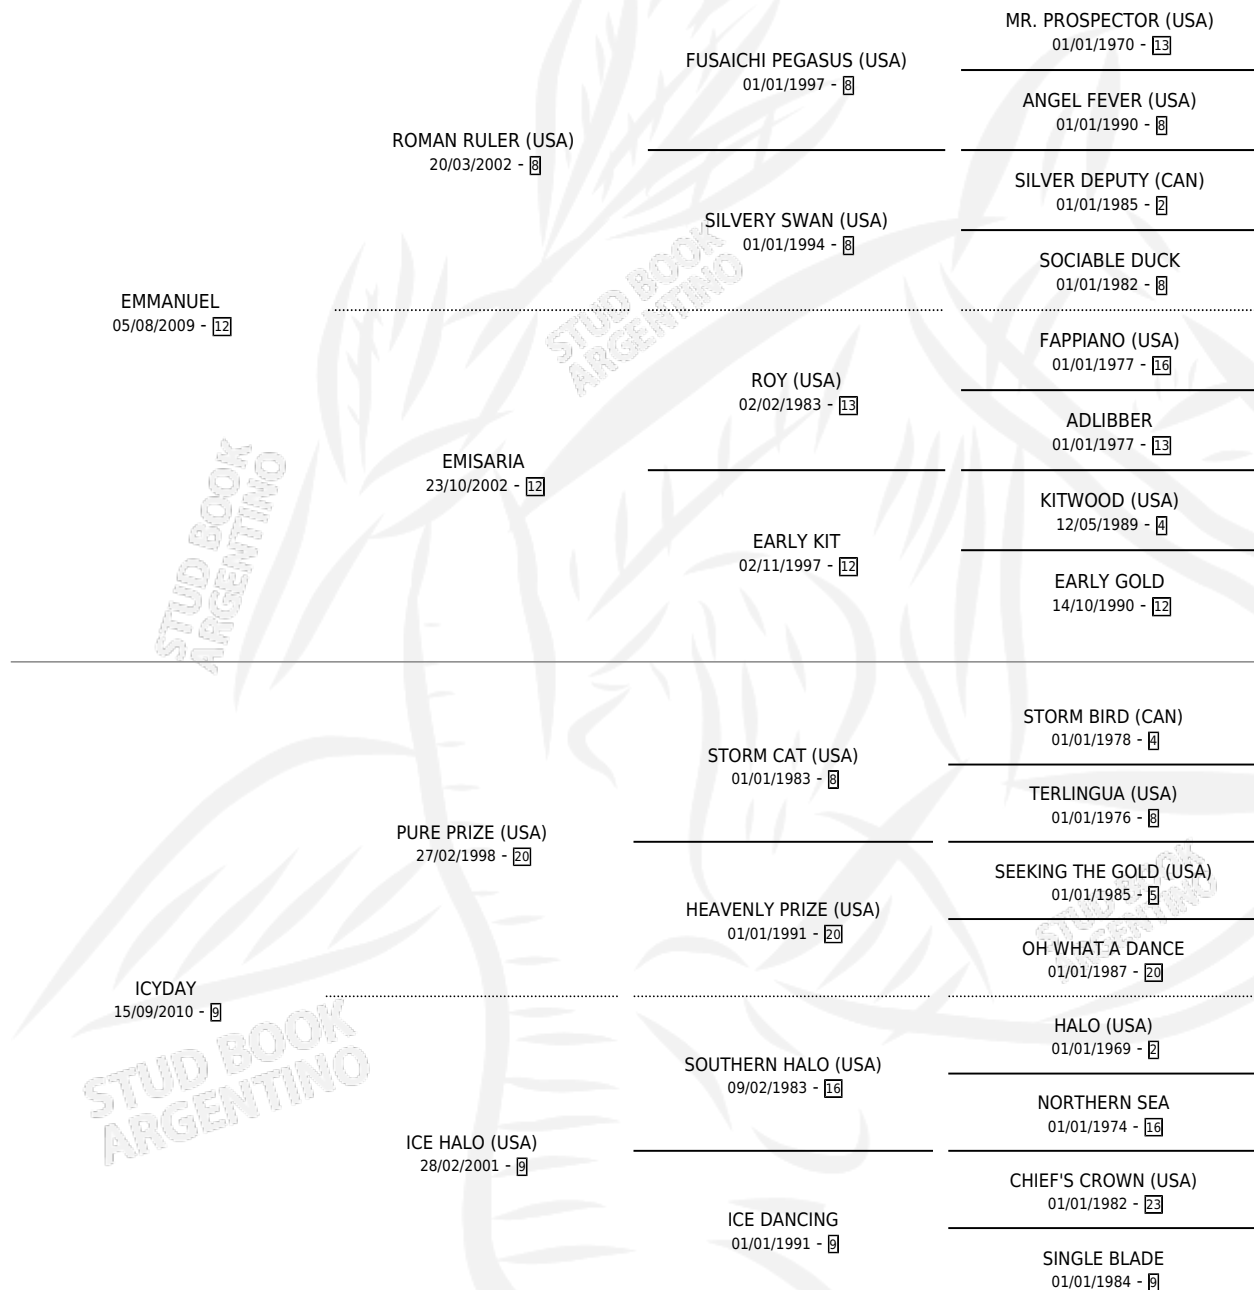 MR. PROSPECTOR (USA)
01/01/1970 - 13
FUSAICHI PEGASUS (USA)
01/01/1997 - 8
ANGEL FEVER (USA)
01/01/1990 - 8
ROMAN RULER (USA)
20/03/2002 - 8
SILVER DEPUTY (CAN)
01/01/1985 - 2
SILVERY SWAN (USA)
01/01/1994 - 8
SOCIABLE DUCK
01/01/1982 - 8
EMMANUEL
05/08/2009 - 12
STUD BOOK
ARGENTINO
FAPPIANO (USA)
01/01/1977 - 16
ROY (USA)
02/02/1983 - 13
ADLIBBER
01/01/1977 - 13
EMISARIA
23/10/2002 - 12
KITWOOD (USA)
12/05/1989 - 4
EARLY KIT
02/11/1997 - 12
EARLY GOLD
14/10/1990 - 12
STUD BOOK
ARGENTINO
STORM BIRD (CAN)
01/01/1978 - 4
STORM CAT (USA)
01/01/1983 - 8
TERLINGUA (USA)
01/01/1976 - 8
PURE PRIZE (USA)
27/02/1998 - 20
SEEKING THE GOLD (USA)
01/01/1985 - 5
HEAVENLY PRIZE (USA)
01/01/1991 - 20
OH WHAT A DANCE
01/01/1987 - 20
STUD BOOK
ARGENTINO
ICYDAY
15/09/2010 - 9
HALO (USA)
01/01/1969 - 2
SOUTHERN HALO (USA)
09/02/1983 - 16
NORTHERN SEA
01/01/1974 - 16
STUD BOOK
ARGENTINO
ICE HALO (USA)
28/02/2001 - 9
CHIEF'S CROWN (USA)
01/01/1982 - 23
ICE DANCING
01/01/1991 - 9
SINGLE BLADE
01/01/1984 - 9